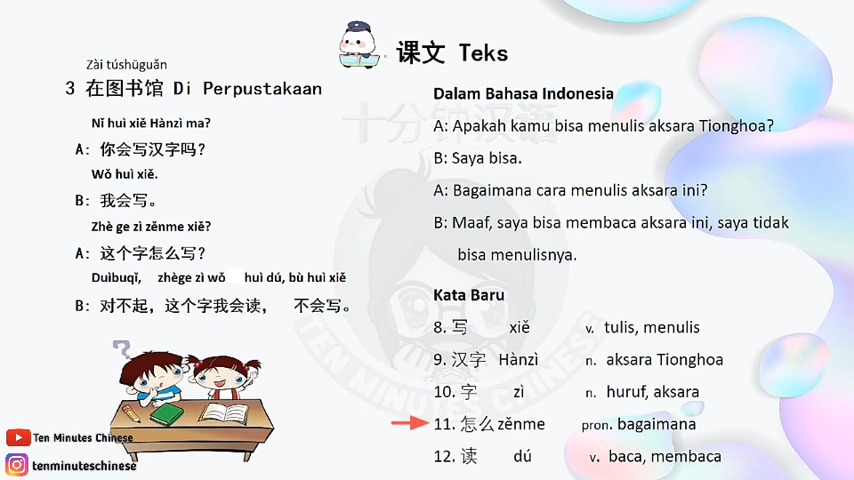 课文 Teks
Zài túshūguǎn
3 在图书馆 Di Perpustakaan
Nǐ huì xiě Hànzì ma?
A: 你会写汉字吗?
Wǒ huì xiě.
B: 我会写。
Zhè ge zì zěnme xiě?
A: 这个字怎么写?
Duìbuqǐ, zhège zì wǒ huì dú, bù huì xiě
B: 对不起,这个字我会读, 不会写。
Dalam Bahasa Indonesia
A: Apakah kamu bisa menulis aksara Tionghoa?
B: Saya bisa.
A: Bagaimana cara menulis aksara ini?
B: Maaf, saya bisa membaca aksara ini, saya tidak
bisa menulisnya.
Kata Baru
8. 写 xiě v. tulis, menulis
9. 汉字 Hànzì n. aksara Tionghoa
10. 字 zì n. huruf, aksara
11. 怎么 zěnme pron. bagaimana
12. 读 dú v. baca, membaca
Ten Minutes Chinese
tenminuteschinese
十分钟汉语
TEN MINUTES CHINESE